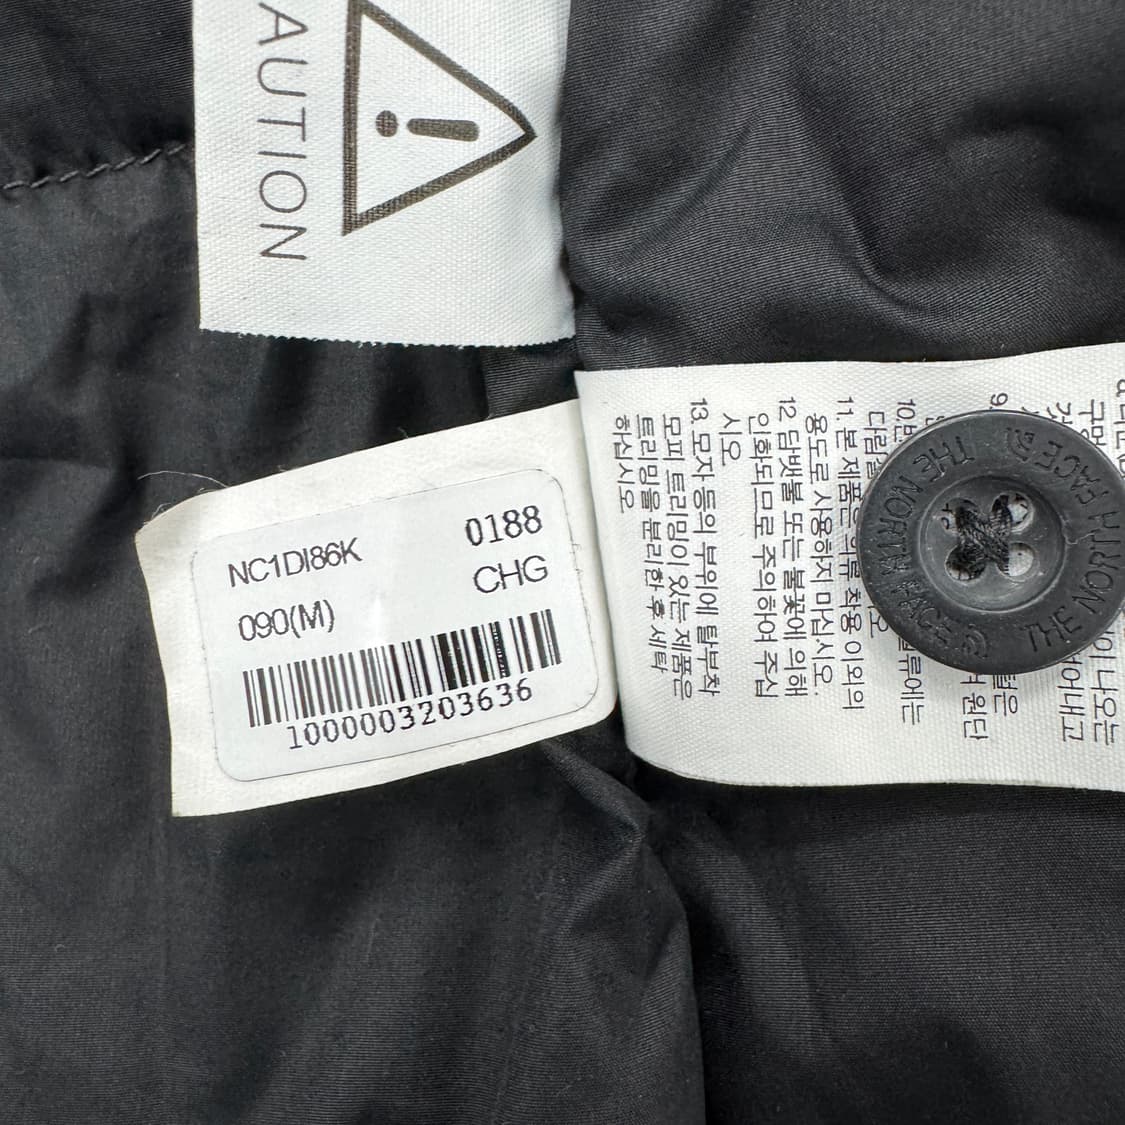 AUTION
NC1DI86K
0188
090(M)
CHG
1000003203636
11. 본 제품은 의류 착용 이외의
용도로 사용하지 마십시오.
12. 담뱃불 또는 불꽃에 의해
인화되므로 주의하여 주십
시오
13. 모자 등의 부위에 탈부착
모피 트리밍이 있는 제품은
트리밍을 분리한 후 세탁
하십시오
THE NORTH FACE
THE NORTH FACE